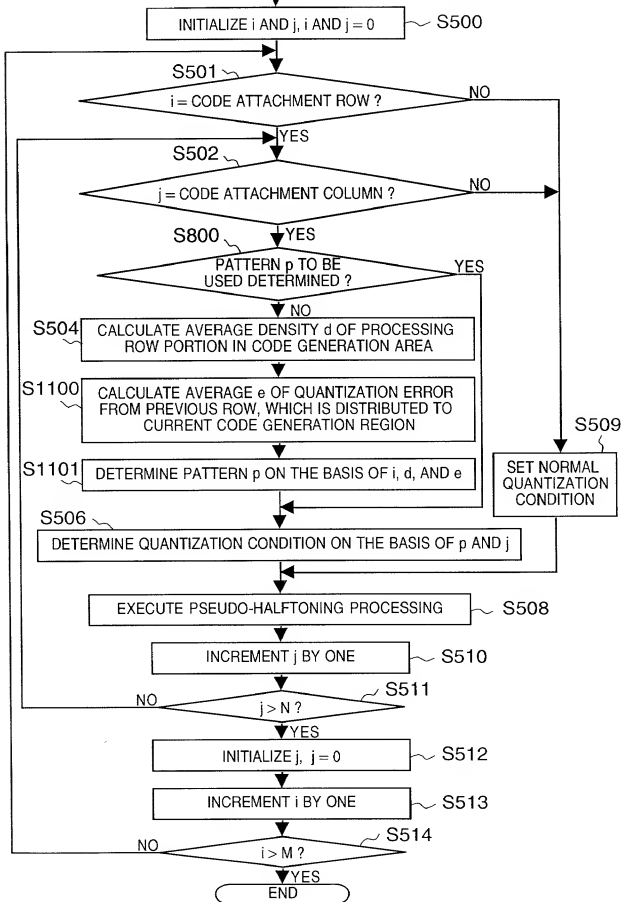 INITIALIZE i AND j, i AND j = 0
S500
S501
i = CODE ATTACHMENT ROW ?
NO
YES
S502
j = CODE ATTACHMENT COLUMN ?
NO
YES
S800
PATTERN p TO BE
USED DETERMINED ?
YES
NO
S504
CALCULATE AVERAGE DENSITY d OF PROCESSING
ROW PORTION IN CODE GENERATION AREA
S1100
CALCULATE AVERAGE e OF QUANTIZATION ERROR
FROM PREVIOUS ROW, WHICH IS DISTRIBUTED TO
CURRENT CODE GENERATION REGION
S509
SET NORMAL
QUANTIZATION
CONDITION
S1101
DETERMINE PATTERN p ON THE BASIS OF i, d, AND e
S506
DETERMINE QUANTIZATION CONDITION ON THE BASIS OF p AND j
EXECUTE PSEUDO-HALFTONING PROCESSING
S508
INCREMENT j BY ONE
S510
S511
NO
j > N ?
YES
INITIALIZE j, j = 0
S512
INCREMENT i BY ONE
S513
S514
NO
i > M ?
YES
END